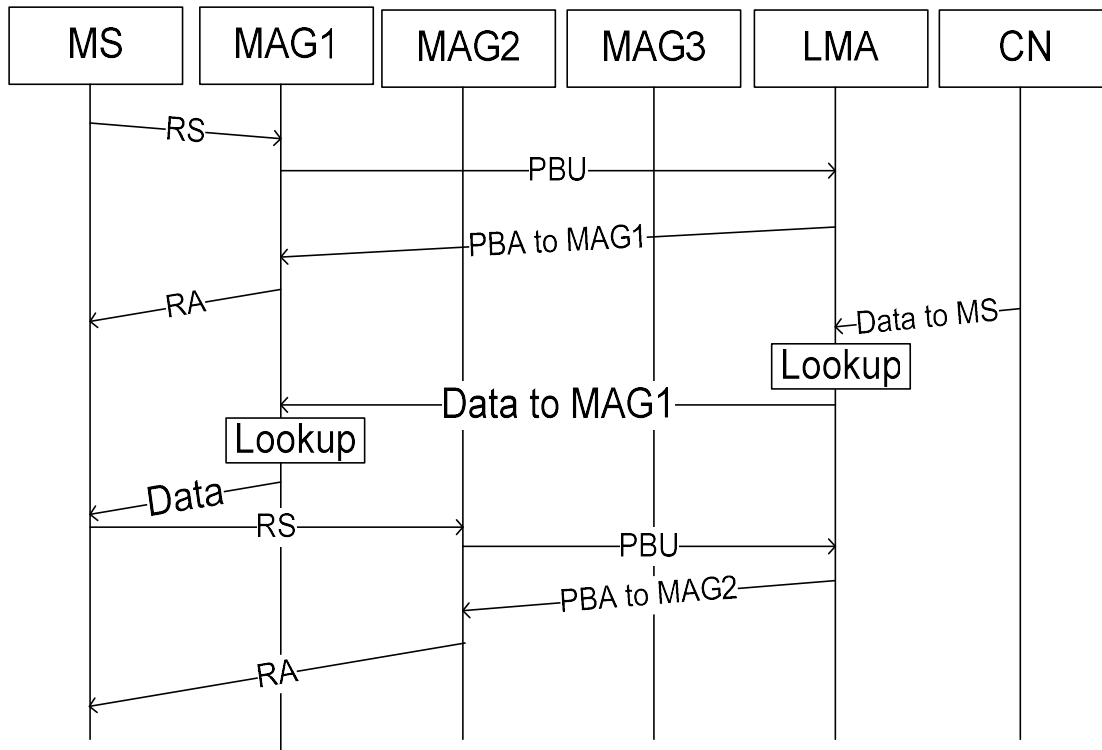 MS
MAG1
MAG2
MAG3
LMA
CN
RS
PBU
PBA to MAG1
RA
Data to MS
Lookup
Data to MAG1
Lookup
Data
RS
PBU
PBA to MAG2
RA